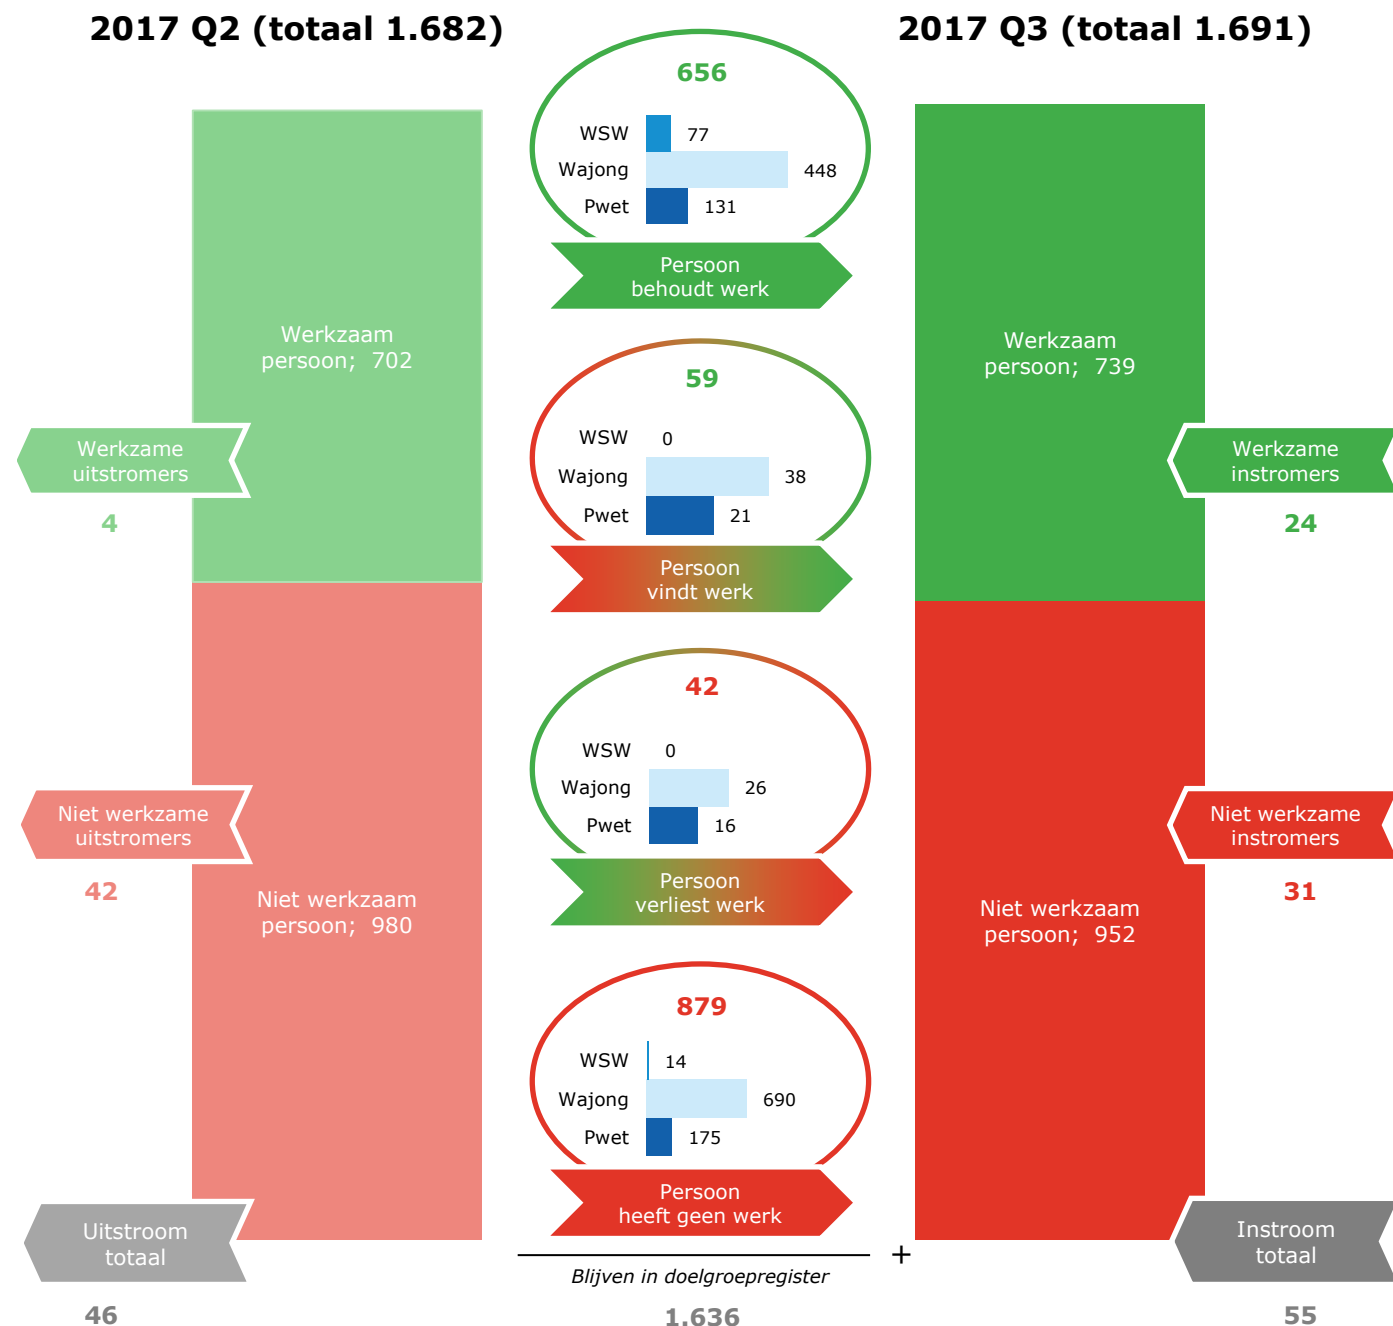 2017 Q2 (totaal 1.682)
2017 Q3 (totaal 1.691)
Werkzaam
persoon; 702
Werkzame
uitstromers
4
Niet werkzame
uitstromers
42
Niet werkzaam
persoon; 980
Uitstroom
totaal
46
656
WSW 77
Wajong 448
Pwet 131
Persoon
behoudt werk
59
WSW 0
Wajong 38
Pwet 21
Persoon
vindt werk
42
WSW 0
Wajong 26
Pwet 16
Persoon
verliest werk
879
WSW 14
Wajong 690
Pwet 175
Persoon
heeft geen werk
+
Blijven in doelgroepregister
1.636
Werkzaam
persoon; 739
Werkzame
instromers
24
Niet werkzame
instromers
31
Niet werkzaam
persoon; 952
Instroom
totaal
55